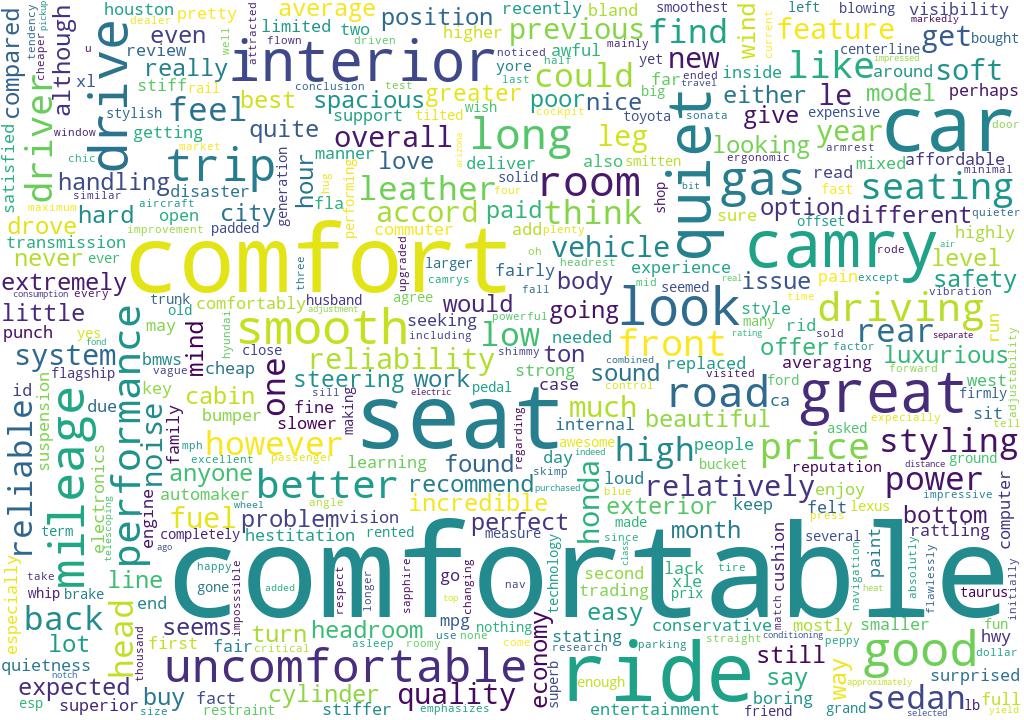 dealer
houston
pretty
average
position
recently
bland
smoothest
left
blowing
visibility
markedly
pickup
tendency
cheaper
compared
although
u
well
driven
attracted
limited
two
higher
previous
find
wind
feature
current
get
bought
even
review
flown
drive
interior
noticed
yore
awful
new
centerline
impressed
really
xl
half
mainly
yet
could
far
inside
like
around
soft
stiff
rail
conclusion
test
last
ended
travel
big
perhaps
driver
stylish
feel
best
spacious
greater
poor
nice
either
le
model
satisfied
window
getting
quite
support
tilted
wish
cockpit
toyota
sonata
quiet
give
expensive
year
car
door
chic
market
overall
long
leg
looking
armrest
trip
manner
love
deliver
also
smitten
ergonomic
mixed
affordable
minimal
handling
disaster
generation
hour
hug
arizona
solid
room
shop
bit
gas
read
fast
seating
quieter
maximum
similar
aircraft
city
fla
performing
leather
four
think
sure
option
offset
different
drove
hard
open
padded
commuter
accord
paid
add
plenty
highly
transmission
improvement
oh
vehicle
camry
level
never
ever
comfort
three
upgraded
larger
fairly
headrest
experience
rode
air
safety
extremely
camrys
fall
body
mid
seemed
issue
pain
except
vibration
consumption
every
trunk
old
comfortably
husband
agree
would
going
look
real
style
time
driving
little
adjustment
seeking
powerful
many
rating
rid
sold
rear
separate
run
punch
may
mind
hyundai
smooth
including
low
needed
front
offer
factor
luxurious
yes
fond
performance
close
shimmy
ton
combined
replaced
visited
averaging
forward
system
vague
bmws
cheap
reliability
strong
sound
control
ford
west
adjustability
flagship
key
one
steering
work
pedal
case
road
ca
great
firmly
id
suspension
due
cabin
sill
electric
seat
much
beautiful
sit
tell
reliable
mileage
bumper
fine
slower
making
regarding
internal
asked
expecially
noise
family
mph
however
passenger
awesome
high
people
price
styling
electronics
excellent
learning
found
day
indeed
bucket
reputation
distance
ground
anyone
better
recommend
skimp
purchased
honda
loud
relatively
power
impressive
automaker
incredible
blue
keep
enjoy
computer
engine
wheel
angle
measure
exterior
lexus
felt
term
telescoping
fuel
problem
vision
perfect
made
month
press
several
bottom
completely
hestitation
rented
since
class
rattling
especially
ago
comfortable
technology
tire
cushion
paint
taurus
take
happy
gone
added
impossible
respect
longer
sapphire
go
changing
nav
second
lack
xle
navigation
heat
absolutely
flawlessly
initially
whip
brake
line
top
mpg
trading
prix
match
back
head
end
use
none
nothing
easy
conservative
mostly
smaller
fun
lot
thousand
seems
turn
headroom
come
economy
stating
straight
conditioning
peppy
hwy
dollar
first
fair
critical
asleep
roomy
research
parking
still
good
quietness
notch
uncomfortable
superb
ride
say
way
surprised
expected
cylinder
quality
enough
boring
approximately
sedan
lb
full
esp
superior
buy
fact
restraint
stiffer
emphasizes
entertainment
friend
grand
selected
yield
size